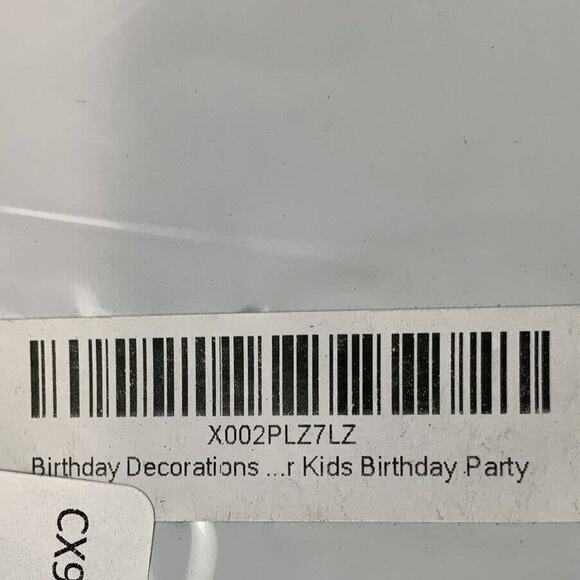 X002PLZ7LZ
Birthday Decorations ...r Kids Birthday Party
CX9